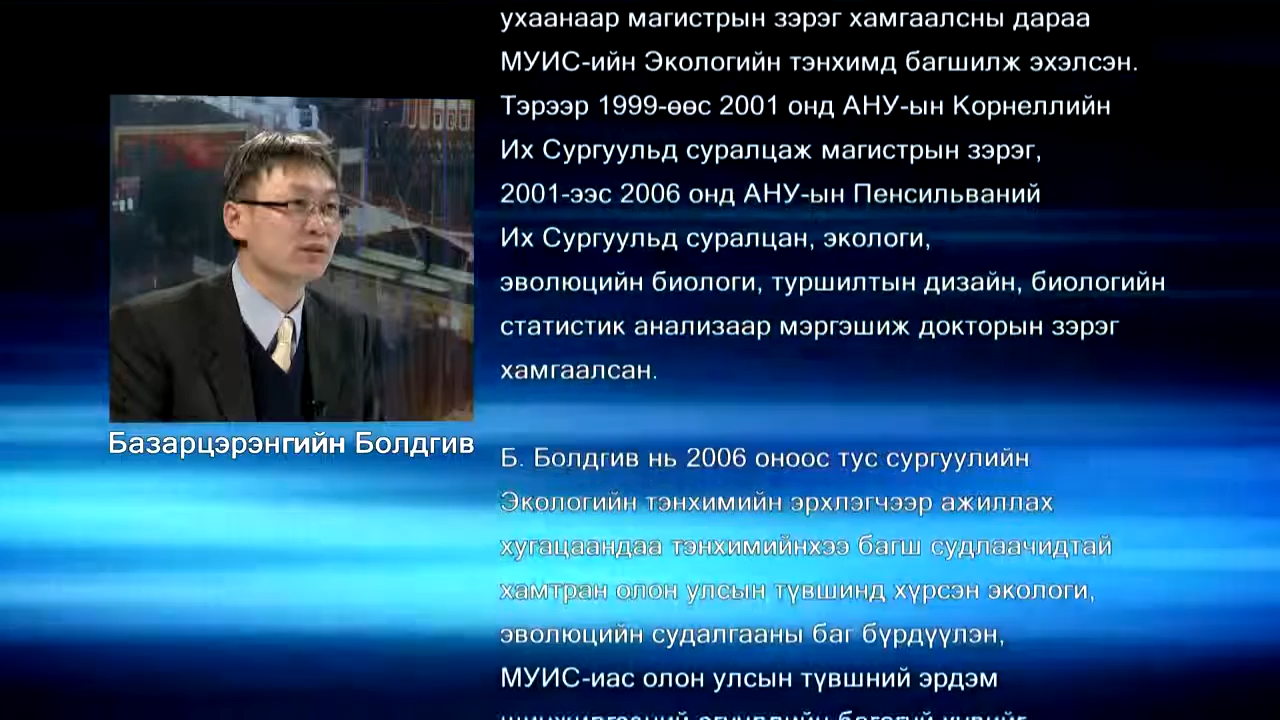 ухаанаар магистрын зэрэг хамгаалсны дараа
МУИС-ийн Экологийн тэнхимд багшилж эхэлсэн.
Тэрээр 1999-өөс 2001 онд АНУ-ын Корнеллийн
Их Сургуульд суралцаж магистрын зэрэг,
2001-ээс 2006 онд АНУ-ын Пенсильваний
Их Сургуульд суралцан, экологи,
эволюцийн биологи, туршилтын дизайн, биологийн
статистик анализаар мэргэшиж докторын зэрэг
хамгаалсан.
Базарцэрэнгийн Болдгив
Б. Болдгив нь 2006 оноос тус сургуулийн
Экологийн тэнхимийн эрхлэгчээр ажиллах
хугацаандаа тэнхимийнхээ багш судлаачидтай
хамтран олон улсын түвшинд хүрсэн экологи,
эволюцийн судалгааны баг бүрдүүлэн,
МУИС-иас олон улсын түвшний эрдэм